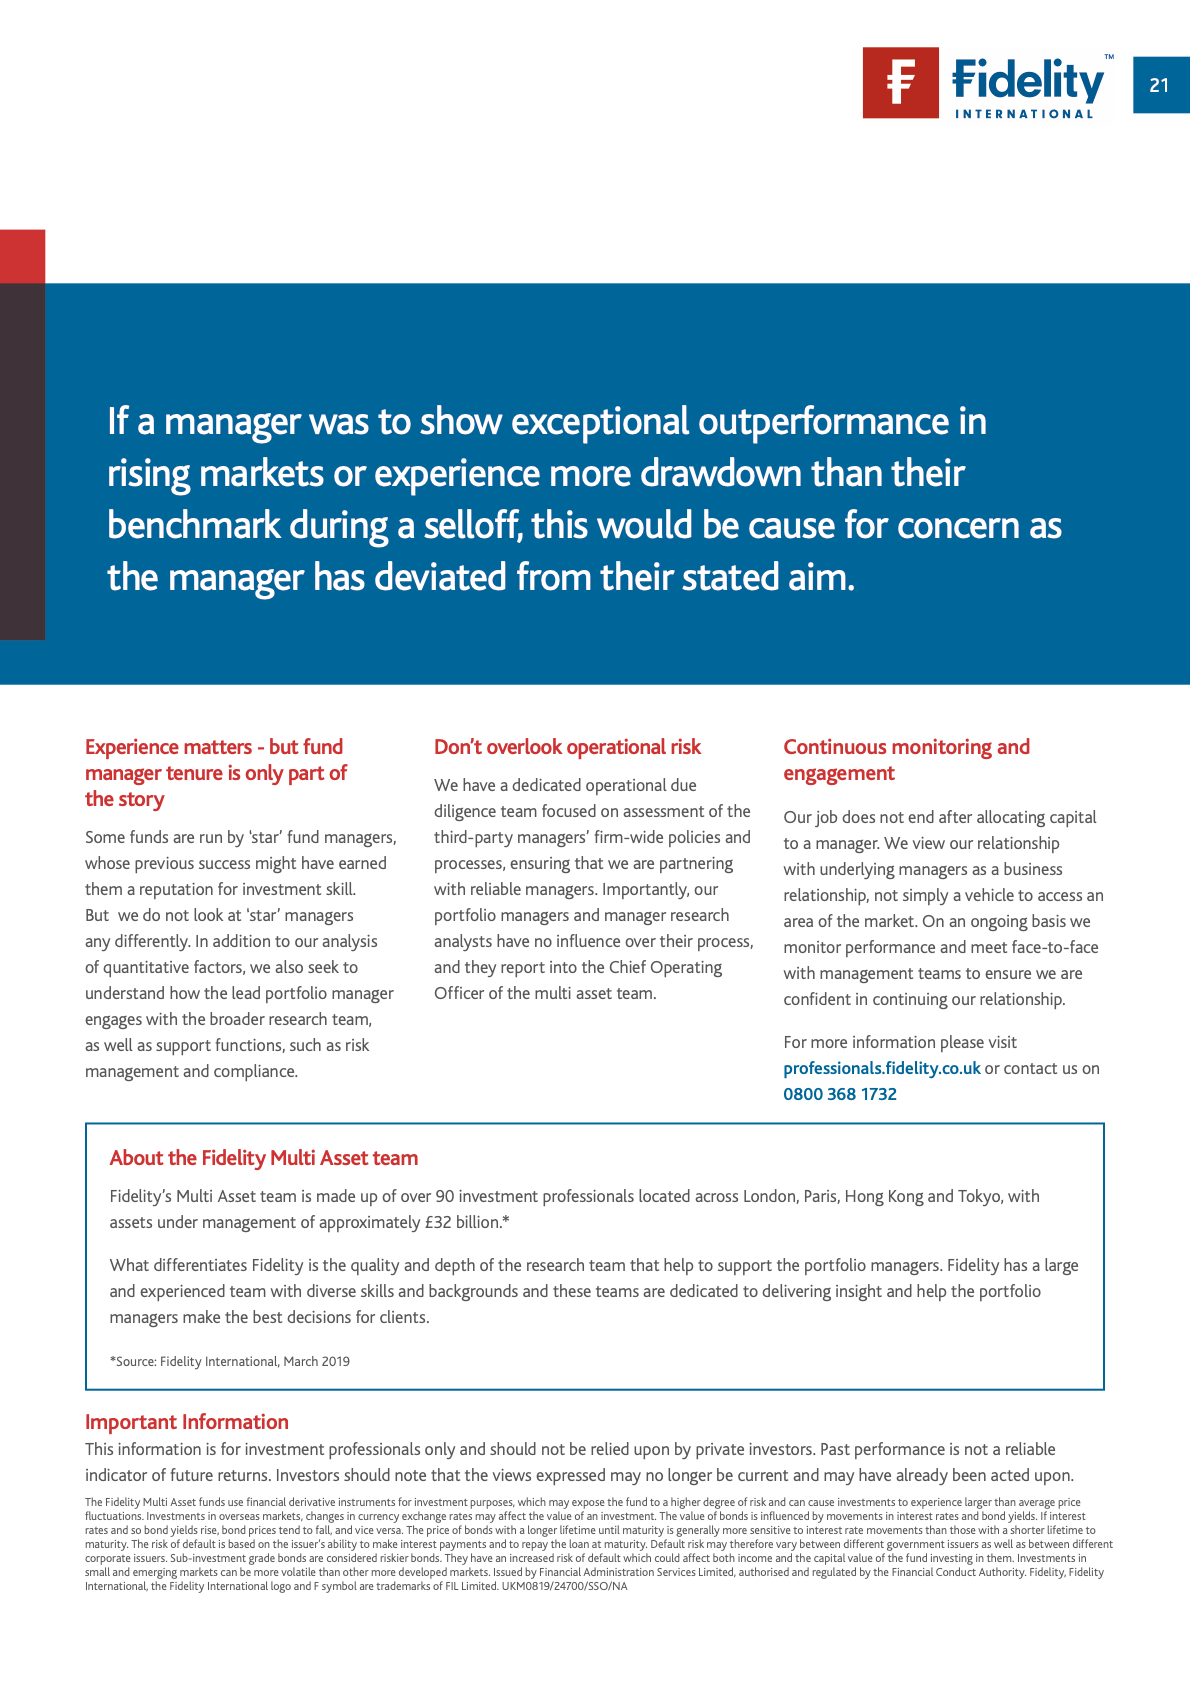 Fidelity™
INTERNATIONAL
21
If a manager was to show exceptional outperformance in
rising markets or experience more drawdown than their
benchmark during a selloff, this would be cause for concern as
the manager has deviated from their stated aim.
Experience matters - but fund
manager tenure is only part of
the story
Some funds are run by ‘star’ fund managers,
whose previous success might have earned
them a reputation for investment skill.
But  we do not look at ‘star’ managers
any differently. In addition to our analysis
of quantitative factors, we also seek to
understand how the lead portfolio manager
engages with the broader research team,
as well as support functions, such as risk
management and compliance.
Don’t overlook operational risk
We have a dedicated operational due
diligence team focused on assessment of the
third-party managers’ firm-wide policies and
processes, ensuring that we are partnering
with reliable managers. Importantly, our
portfolio managers and manager research
analysts have no influence over their process,
and they report into the Chief Operating
Officer of the multi asset team.
Continuous monitoring and
engagement
Our job does not end after allocating capital
to a manager. We view our relationship
with underlying managers as a business
relationship, not simply a vehicle to access an
area of the market. On an ongoing basis we
monitor performance and meet face-to-face
with management teams to ensure we are
confident in continuing our relationship.
For more information please visit
professionals.fidelity.co.uk or contact us on
0800 368 1732
About the Fidelity Multi Asset team
Fidelity’s Multi Asset team is made up of over 90 investment professionals located across London, Paris, Hong Kong and Tokyo, with
assets under management of approximately £32 billion.*
What differentiates Fidelity is the quality and depth of the research team that help to support the portfolio managers. Fidelity has a large
and experienced team with diverse skills and backgrounds and these teams are dedicated to delivering insight and help the portfolio
managers make the best decisions for clients.
*Source: Fidelity International, March 2019
Important Information
This information is for investment professionals only and should not be relied upon by private investors. Past performance is not a reliable
indicator of future returns. Investors should note that the views expressed may no longer be current and may have already been acted upon.
The Fidelity Multi Asset funds use financial derivative instruments for investment purposes, which may expose the fund to a higher degree of risk and can cause investments to experience larger than average price
fluctuations. Investments in overseas markets, changes in currency exchange rates may affect the value of an investment. The value of bonds is influenced by movements in interest rates and bond yields. If interest
rates and so bond yields rise, bond prices tend to fall, and vice versa. The price of bonds with a longer lifetime until maturity is generally more sensitive to interest rate movements than those with a shorter lifetime to
maturity. The risk of default is based on the issuer’s ability to make interest payments and to repay the loan at maturity. Default risk may therefore vary between different government issuers as well as between different
corporate issuers. Sub-investment grade bonds are considered riskier bonds. They have an increased risk of default which could affect both income and the capital value of the fund investing in them. Investments in
small and emerging markets can be more volatile than other more developed markets. Issued by Financial Administration Services Limited, authorised and regulated by the Financial Conduct Authority. Fidelity, Fidelity
International, the Fidelity International logo and F symbol are trademarks of FIL Limited. UKM0819/24700/SSO/NA